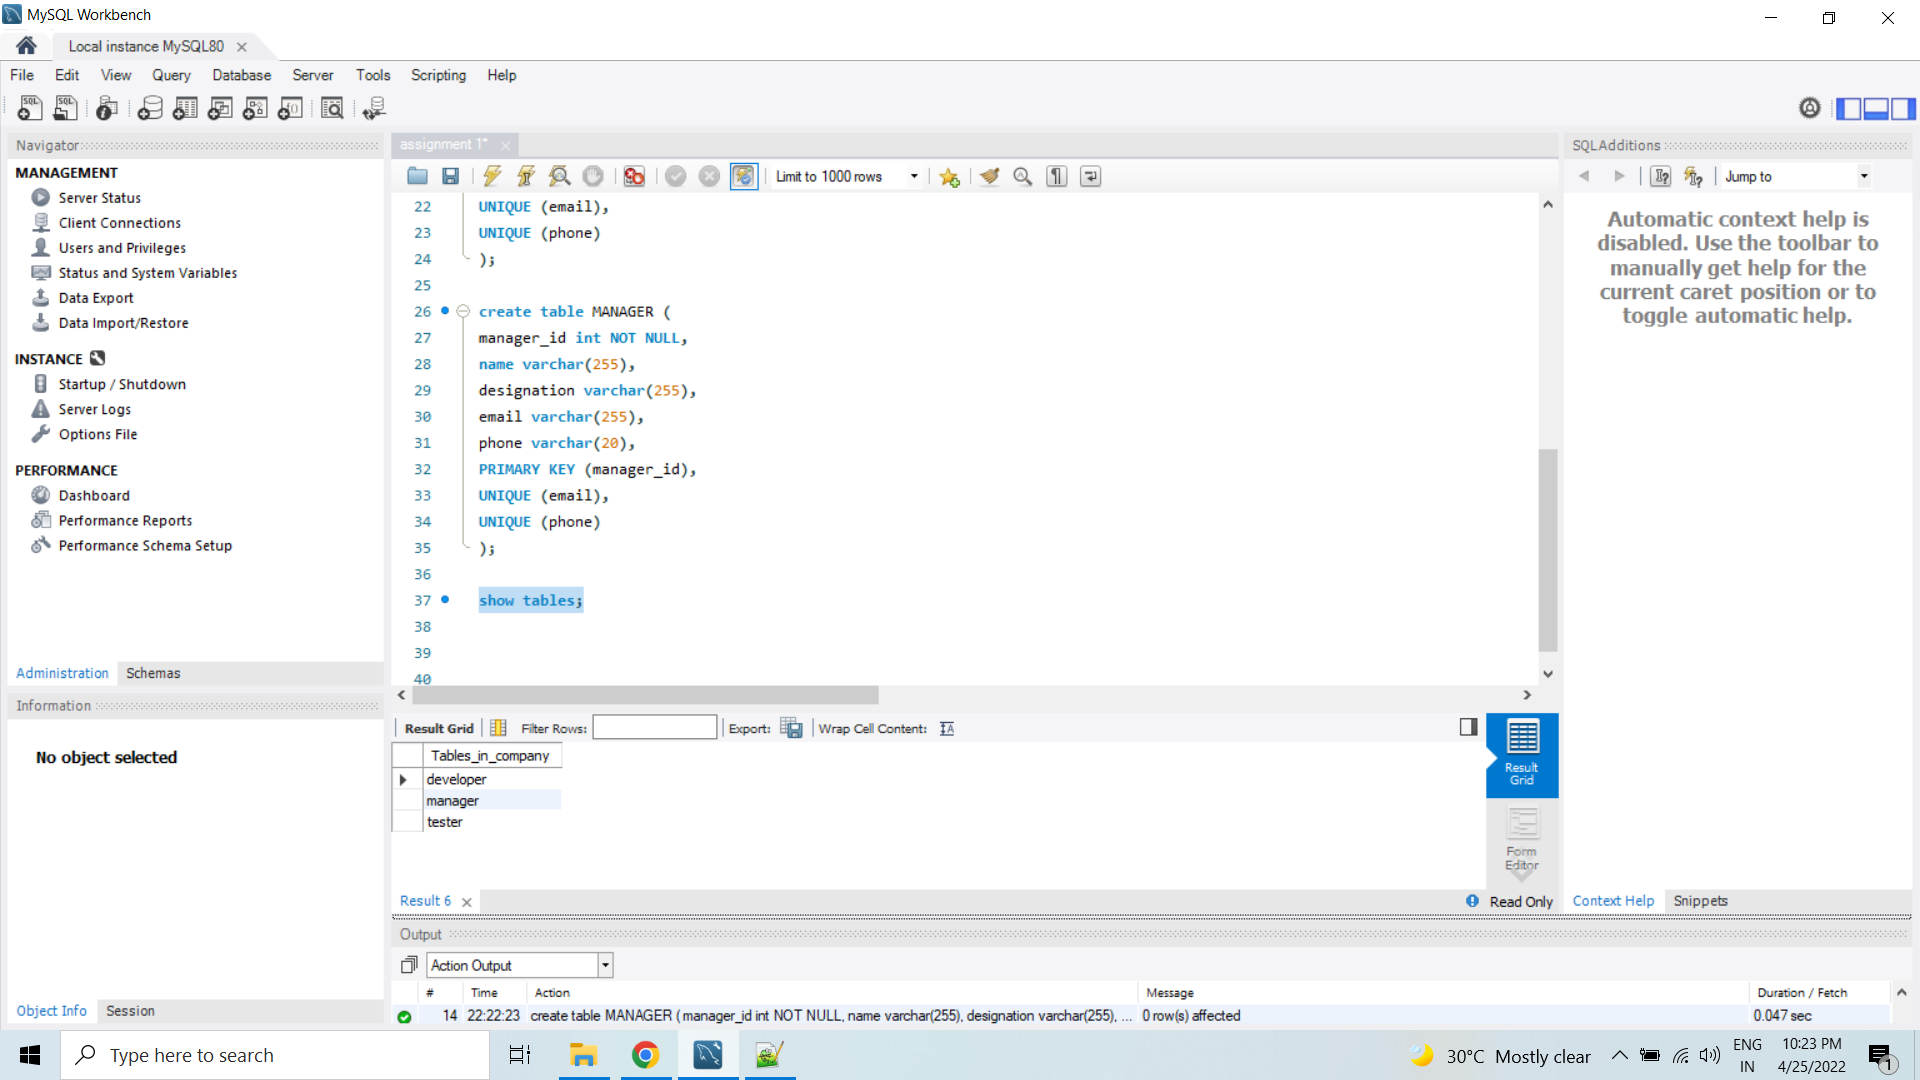 MySQL Workbench
Local instance MySQL80
File Edit View Query Database Server Tools Scripting Help
Navigator
MANAGEMENT
Server Status
Client Connections
Users and Privileges
Status and System Variables
Data Export
Data Import/Restore
INSTANCE
Startup / Shutdown
Server Logs
Options File
PERFORMANCE
Dashboard
Performance Reports
Performance Schema Setup
Administration Schemas
Information
No object selected
Object Info Session
assignment 1*
Limit to 1000 rows
22 UNIQUE (email),
23 UNIQUE (phone)
24 );
25
26 create table MANAGER (
27 manager_id int NOT NULL,
28 name varchar(255),
29 designation varchar(255),
30 email varchar(255),
31 phone varchar(20),
32 PRIMARY KEY (manager_id),
33 UNIQUE (email),
34 UNIQUE (phone)
35 );
36
37 show tables;
38
39
40
Result Grid Filter Rows: Export: Wrap Cell Content:
Tables_in_company
developer
manager
tester
Result
Grid
Form
Editor
Result 6 Read Only
SQLAdditions
Jump to
Automatic context help is
disabled. Use the toolbar to
manually get help for the
current caret position or to
toggle automatic help.
Context Help Snippets
Output
Action Output
# Time Action Message Duration / Fetch
14 22:22:23 create table MANAGER ( manager_id int NOT NULL, name varchar(255), designation varchar(255), ... 0 row(s) affected 0.047 sec
Type here to search
30°C Mostly clear
ENG
IN
10:23 PM
4/25/2022
1